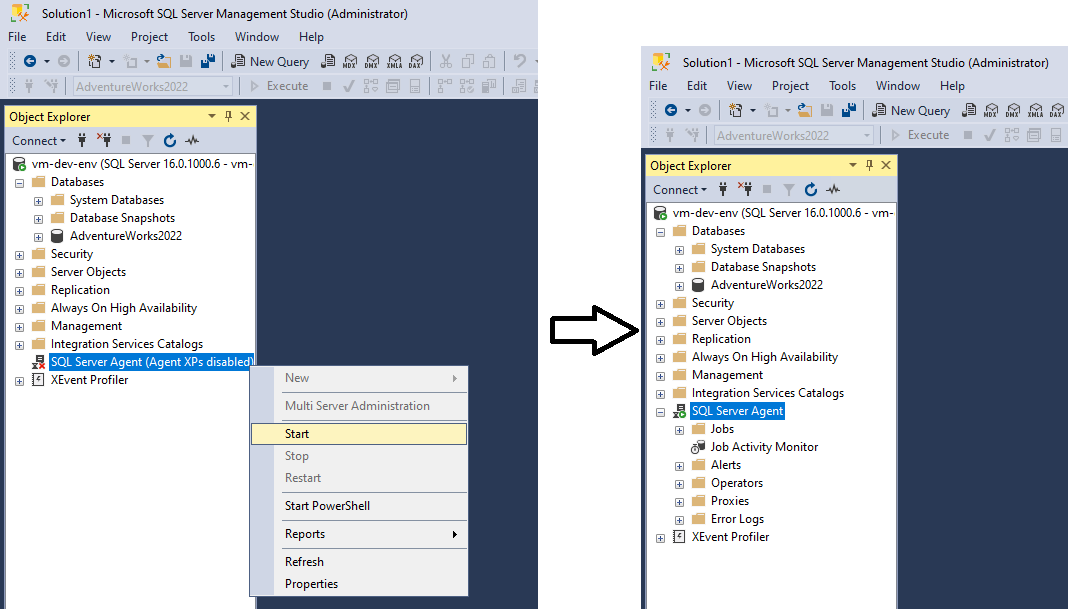 Solution1 - Microsoft SQL Server Management Studio (Administrator)
File Edit View Project Tools Window Help
New Query MDX DMX XMLA DAX
AdventureWorks2022 Execute
Object Explorer
Connect
vm-dev-env (SQL Server 16.0.1000.6 - vm-
Databases
System Databases
Database Snapshots
AdventureWorks2022
Security
Server Objects
Replication
Always On High Availability
Management
Integration Services Catalogs
SQL Server Agent (Agent XPs disabled)
XEvent Profiler
New
Multi Server Administration
Start
Stop
Restart
Start PowerShell
Reports
Refresh
Properties
Solution1 - Microsoft SQL Server Management Studio (Administrator)
File Edit View Project Tools Window Help
New Query MDX DMX XMLA DAX
AdventureWorks2022 Execute
Object Explorer
Connect
vm-dev-env (SQL Server 16.0.1000.6 - vm-
Databases
System Databases
Database Snapshots
AdventureWorks2022
Security
Server Objects
Replication
Always On High Availability
Management
Integration Services Catalogs
SQL Server Agent
Jobs
Job Activity Monitor
Alerts
Operators
Proxies
Error Logs
XEvent Profiler